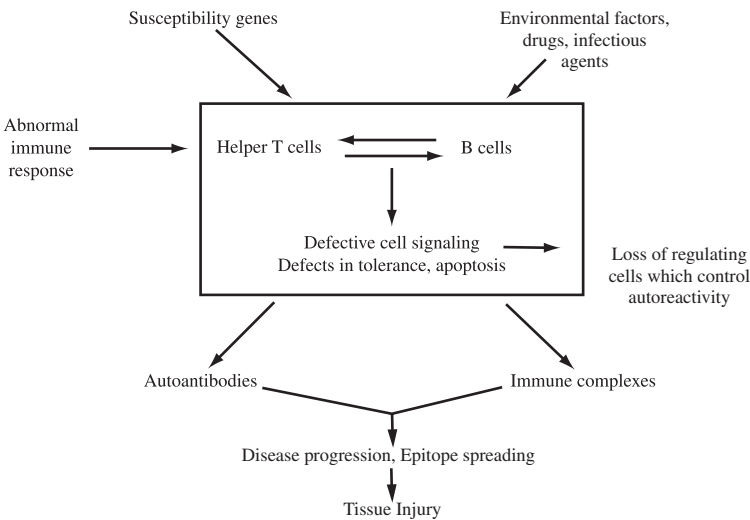 Susceptibility genes
Environmental factors,
drugs, infectious
agents
Abnormal
immune
response
Helper T cells
B cells
Defective cell signaling
Defects in tolerance, apoptosis
Loss of regulating
cells which control
autoreactivity
Autoantibodies
Immune complexes
Disease progression, Epitope spreading
Tissue Injury